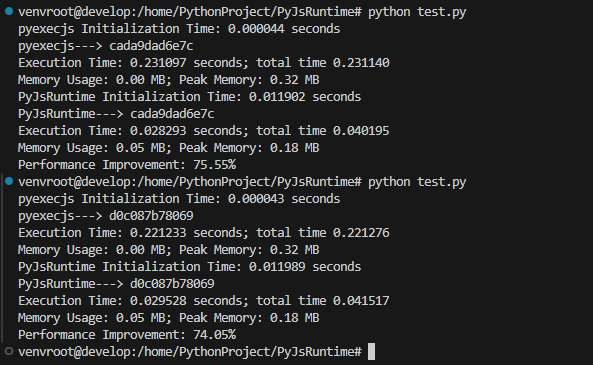 venvroot@develop:/home/PythonProject/PyJsRuntime# python test.py
pyexecjs Initialization Time: 0.000044 seconds
pyexecjs---> cada9dad6e7c
Execution Time: 0.231097 seconds; total time 0.231140
Memory Usage: 0.00 MB; Peak Memory: 0.32 MB
PyJsRuntime Initialization Time: 0.011902 seconds
PyJsRuntime---> cada9dad6e7c
Execution Time: 0.028293 seconds; total time 0.040195
Memory Usage: 0.05 MB; Peak Memory: 0.18 MB
Performance Improvement: 75.55%
venvroot@develop:/home/PythonProject/PyJsRuntime# python test.py
pyexecjs Initialization Time: 0.000043 seconds
pyexecjs---> d0c087b78069
Execution Time: 0.221233 seconds; total time 0.221276
Memory Usage: 0.00 MB; Peak Memory: 0.32 MB
PyJsRuntime Initialization Time: 0.011989 seconds
PyJsRuntime---> d0c087b78069
Execution Time: 0.029528 seconds; total time 0.041517
Memory Usage: 0.05 MB; Peak Memory: 0.18 MB
Performance Improvement: 74.05%
venvroot@develop:/home/PythonProject/PyJsRuntime#